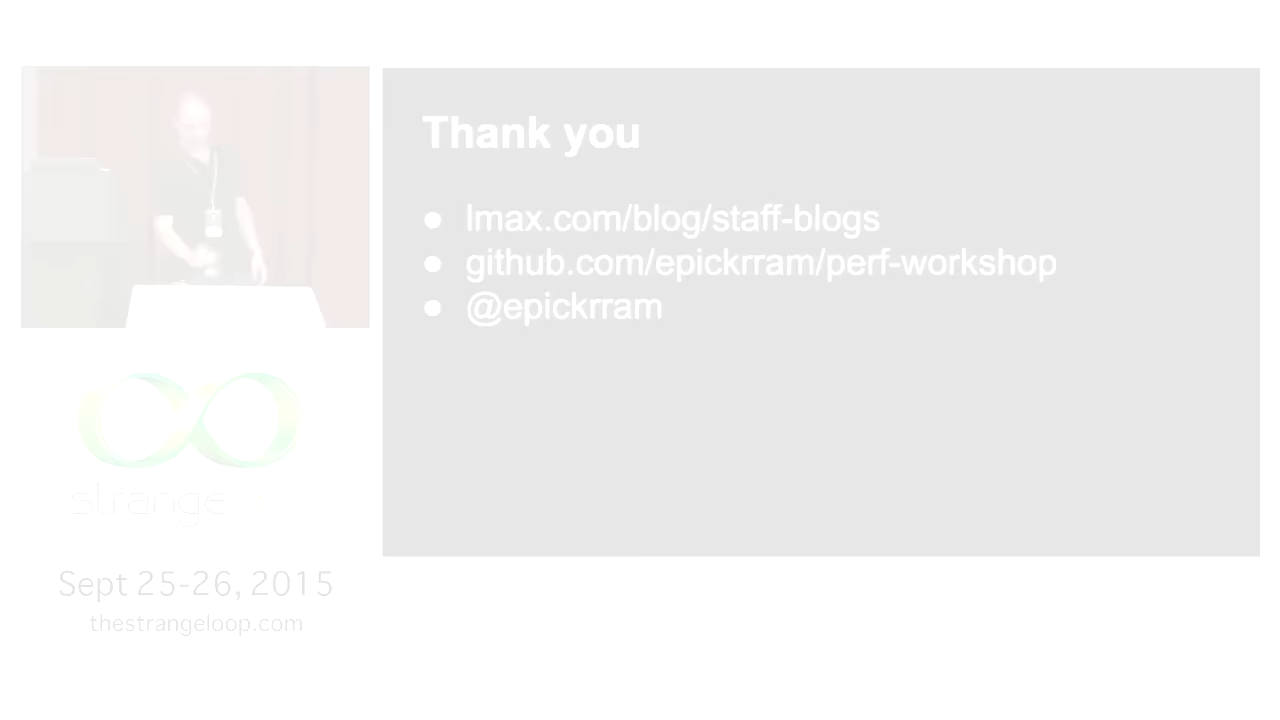 Thank you
● lmax.com/blog/staff-blogs
● github.com/epickrram/perf-workshop
● @epickrram
strange
Sept 25-26, 2015
thestrangeloop.com